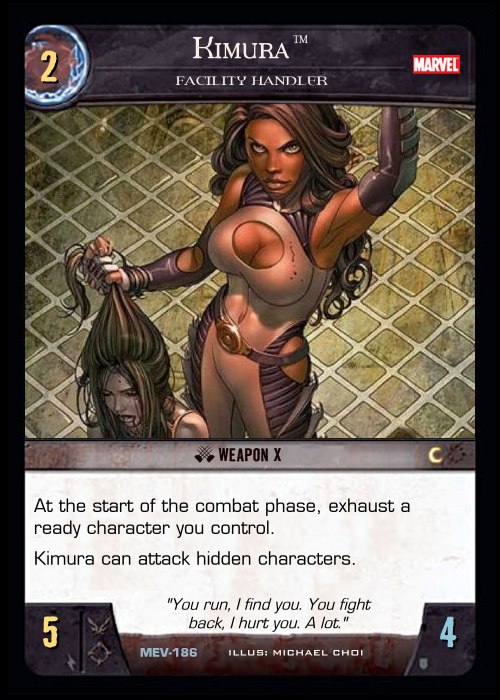 2
Kimura™
FACILITY HANDLER
MARVEL
WEAPON X
C
At the start of the combat phase, exhaust a
ready character you control.
Kimura can attack hidden characters.
"You run, I find you. You fight
back, I hurt you. A lot."
5
MEV-186 ILLUS: MICHAEL CHOI
4